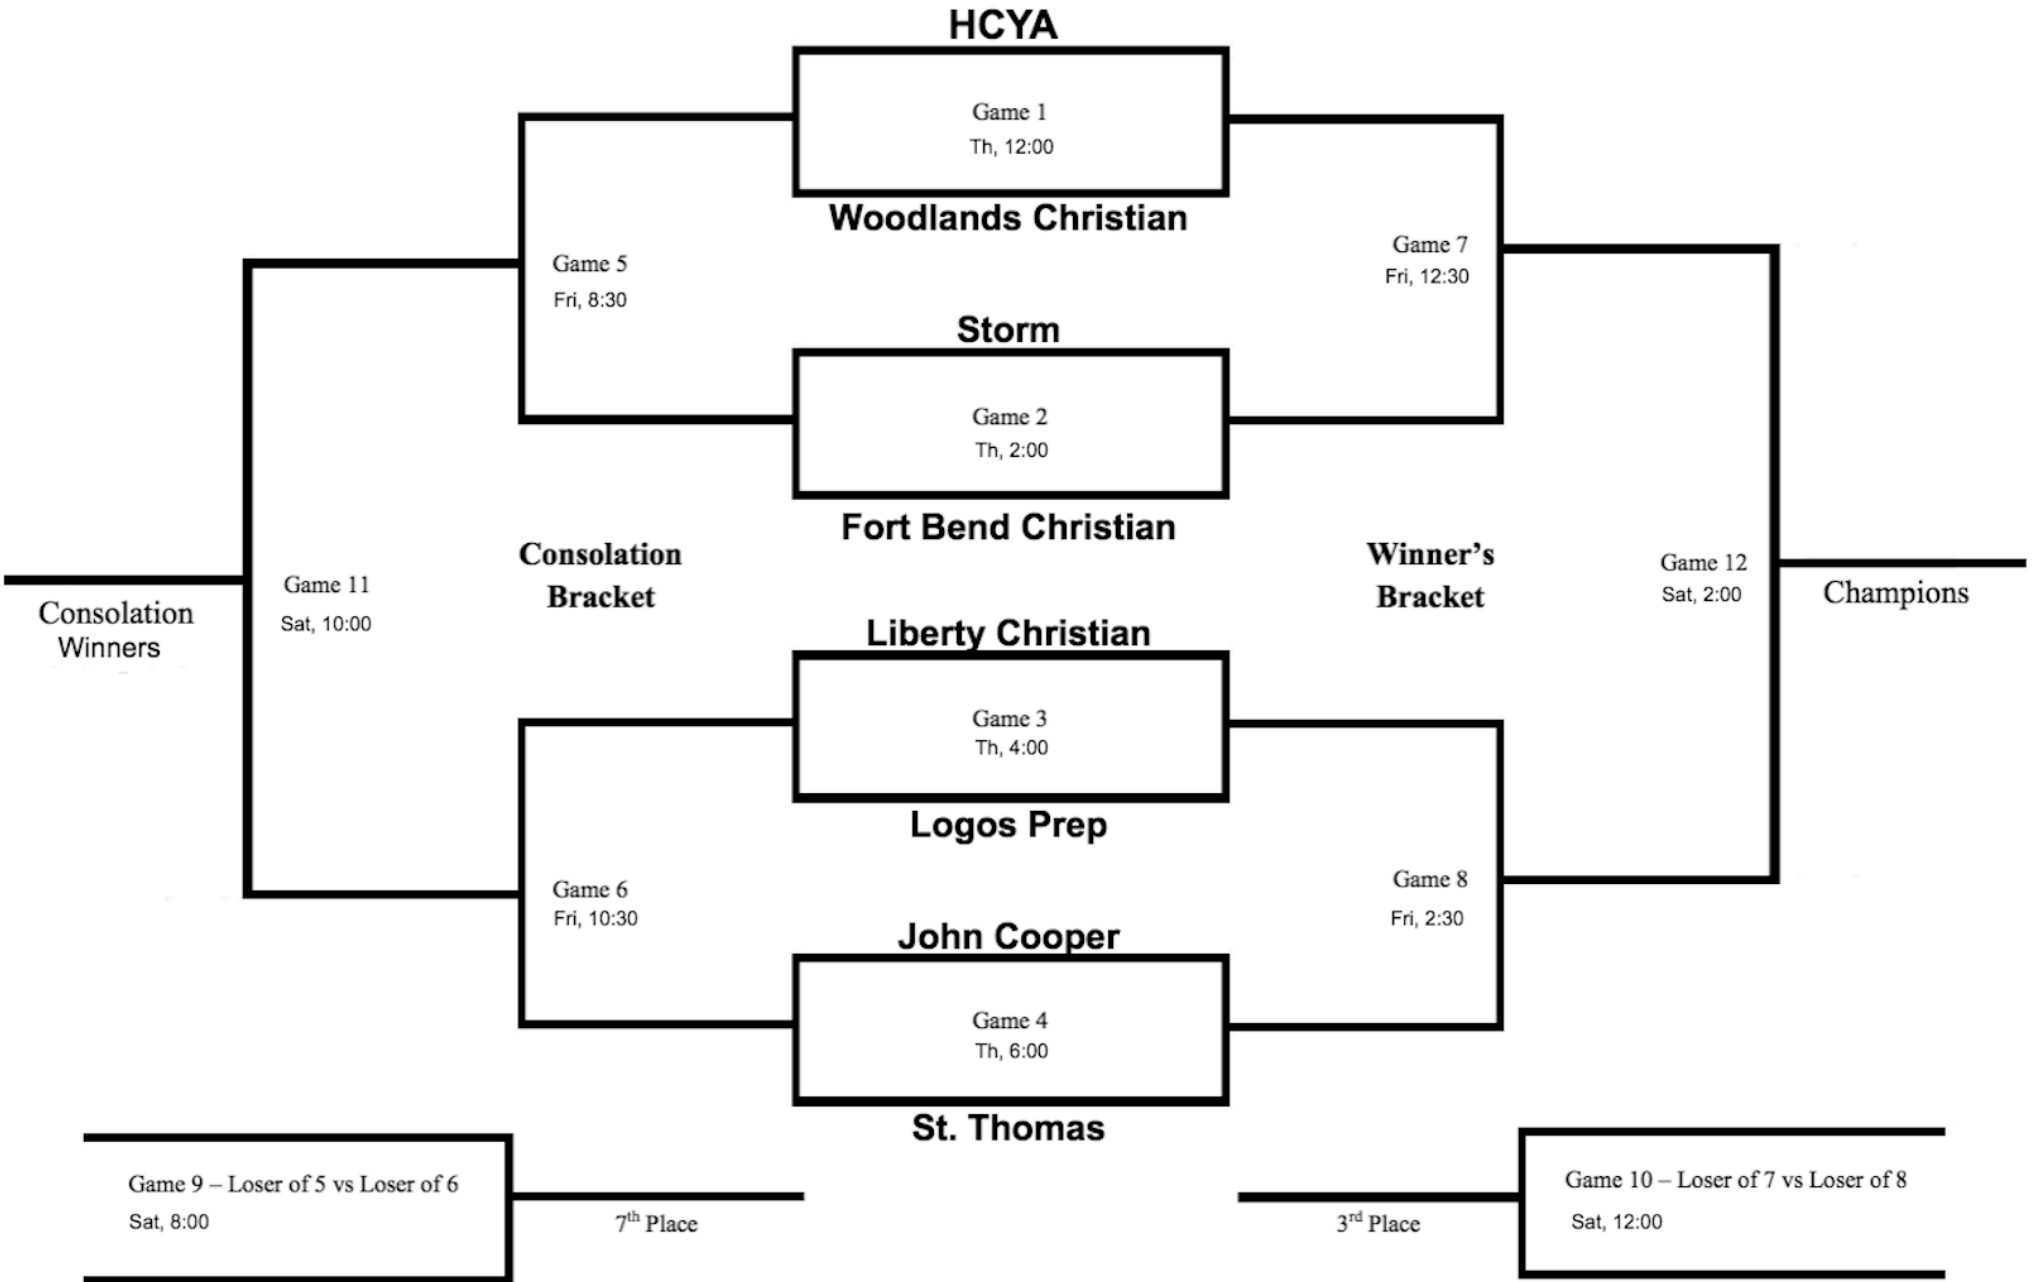 HCYA
Game 1
Th, 12:00
Woodlands Christian
Game 5
Fri, 8:30
Game 7
Fri, 12:30
Storm
Game 2
Th, 2:00
Fort Bend Christian
Consolation
Bracket
Winner’s
Bracket
Game 11
Sat, 10:00
Consolation
Winners
Game 12
Sat, 2:00
Champions
Liberty Christian
Game 3
Th, 4:00
Logos Prep
Game 6
Fri, 10:30
Game 8
Fri, 2:30
John Cooper
Game 4
Th, 6:00
St. Thomas
Game 9 – Loser of 5 vs Loser of 6
Sat, 8:00
7th Place
3rd Place
Game 10 – Loser of 7 vs Loser of 8
Sat, 12:00